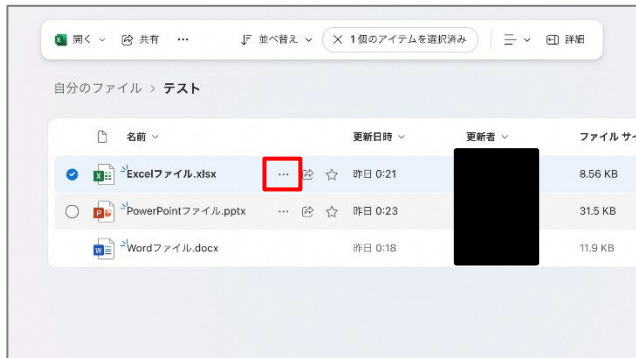 開く 共有 … 並べ替え × 1個のアイテムを選択済み 詳細
自分のファイル > テスト
名前 更新日時 更新者 ファイル サイ
Excelファイル.xlsx … 昨日 0:21 8.56 KB
PowerPointファイル.pptx … 昨日 0:23 31.5 KB
Wordファイル.docx 昨日 0:18 11.9 KB